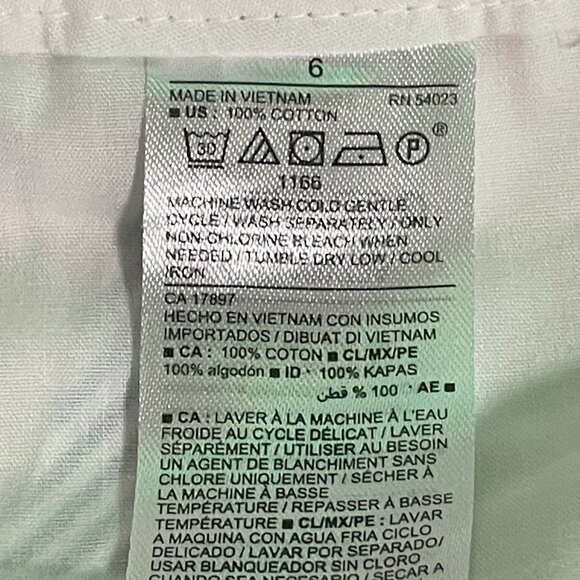 6
MADE IN VIETNAM RN 54023
■ US : 100% COTTON
30 P ®
1166
MACHINE WASH COLD GENTLE
CYCLE / WASH SEPARATELY / ONLY
NON-CHLORINE BLEACH WHEN
NEEDED / TUMBLE DRY LOW / COOL
IRON
CA 17897
HECHO EN VIETNAM CON INSUMOS
IMPORTADOS / DIBUAT DI VIETNAM
■ CA : 100% COTON ■ CL/MX/PE
100% algodón ■ ID : 100% KAPAS
■ AE : 100 % قطن
■ CA : LAVER À LA MACHINE À L'EAU
FROIDE AU CYCLE DÉLICAT / LAVER
SÉPARÉMENT / UTILISER AU BESOIN
UN AGENT DE BLANCHIMENT SANS
CHLORE UNIQUEMENT / SÉCHER À
LA MACHINE À BASSE
TEMPÉRATURE / REPASSER À BASSE
TEMPÉRATURE ■ CL/MX/PE : LAVAR
A MAQUINA CON AGUA FRIA CICLO
DELICADO / LAVAR POR SEPARADO/
USAR BLANQUEADOR SIN CLORO
CUANDO SEA NECESARIO / SECAR A